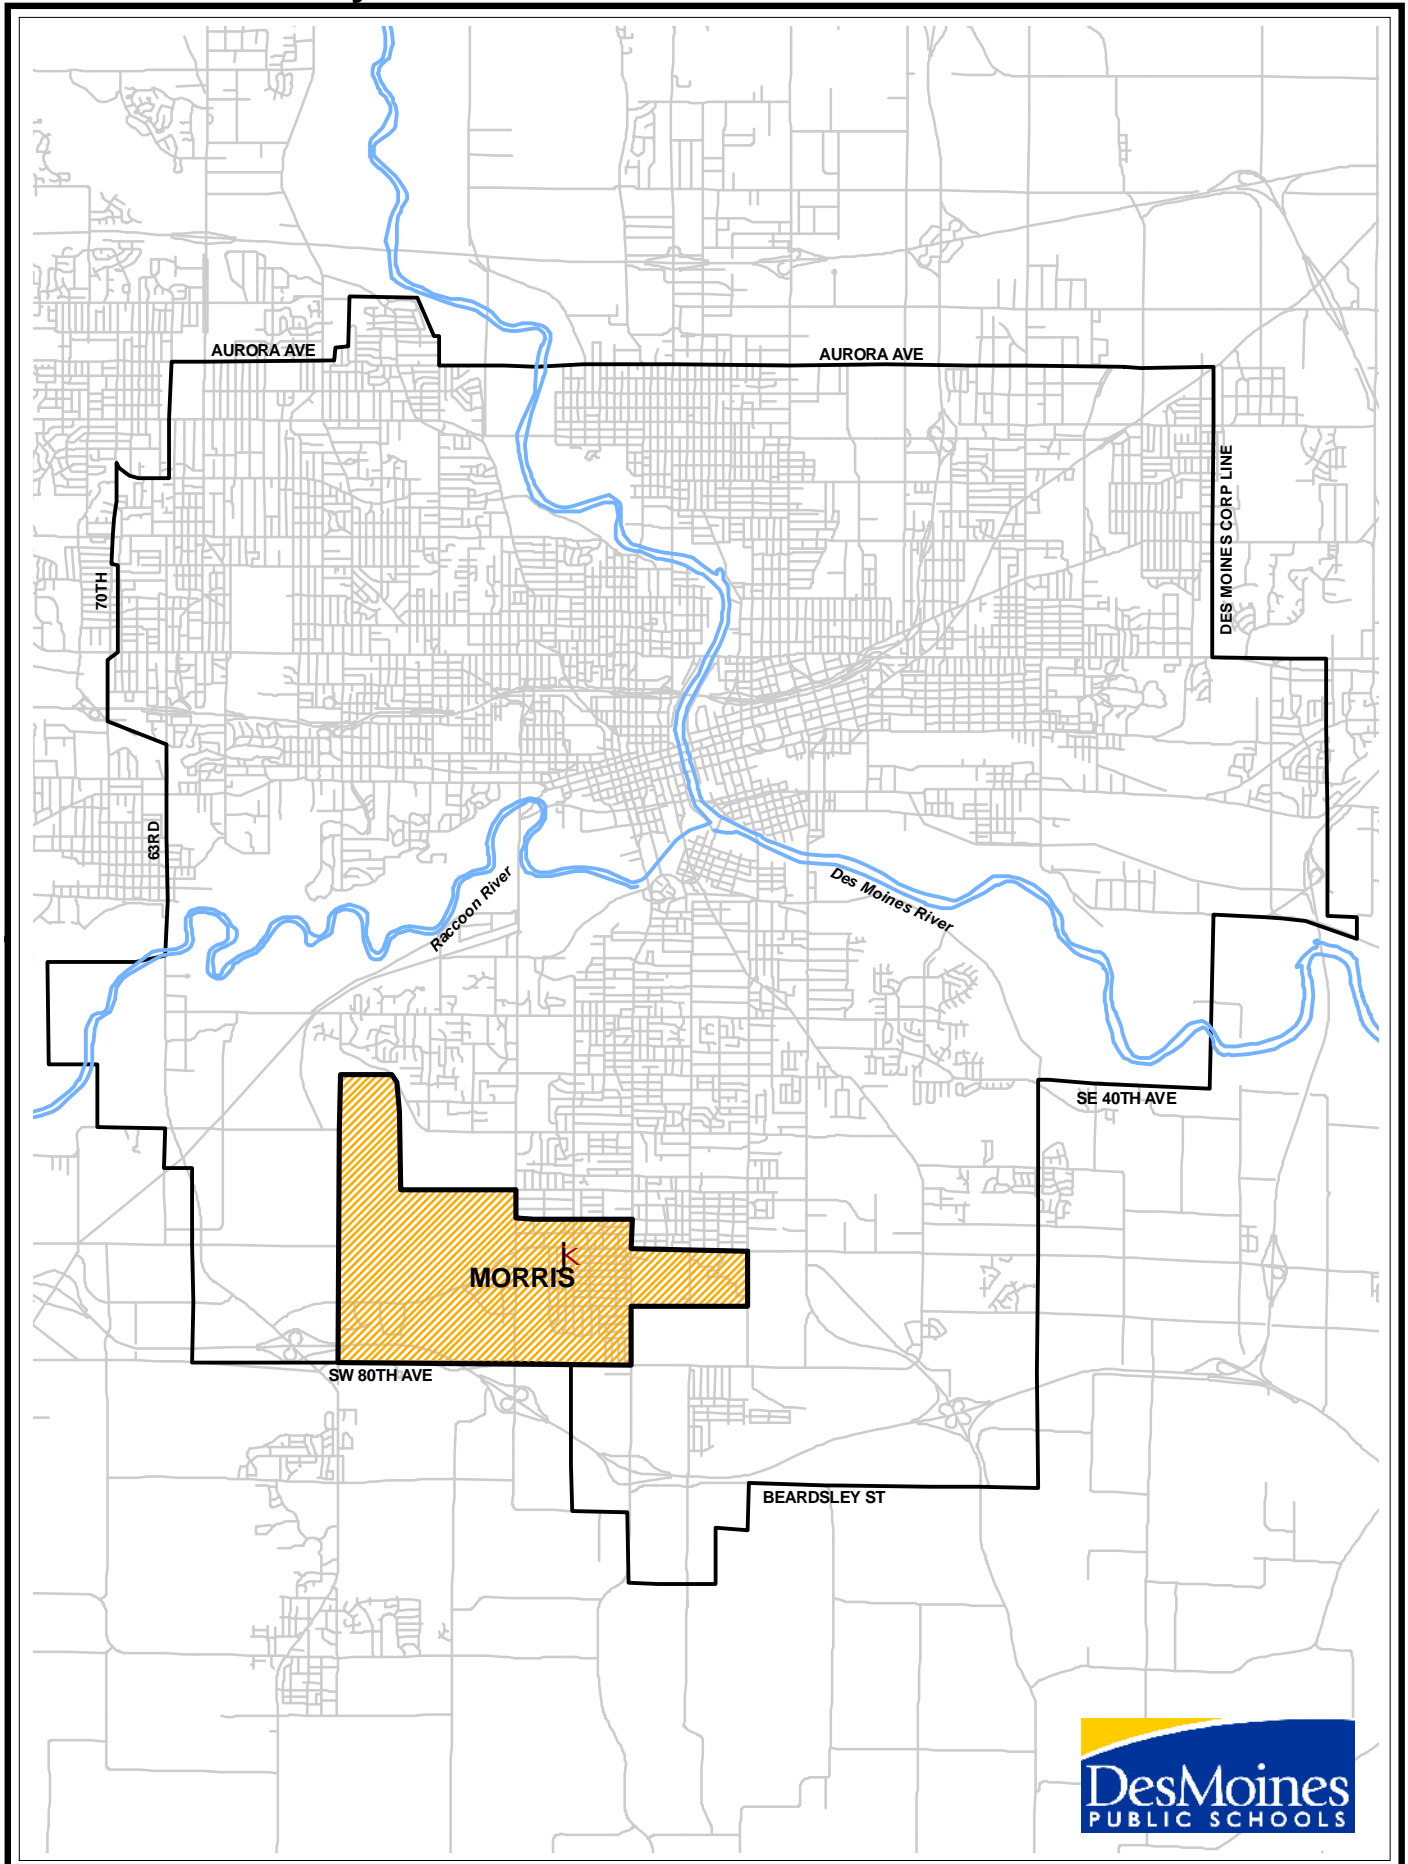 AURORA AVE
AURORA AVE
DES MOINES CORP LINE
70TH
63RD
Raccoon River
Des Moines River
SE 40TH AVE
k
MORRIS
SW 80TH AVE
BEARDSLEY ST
DesMoines
PUBLIC SCHOOLS